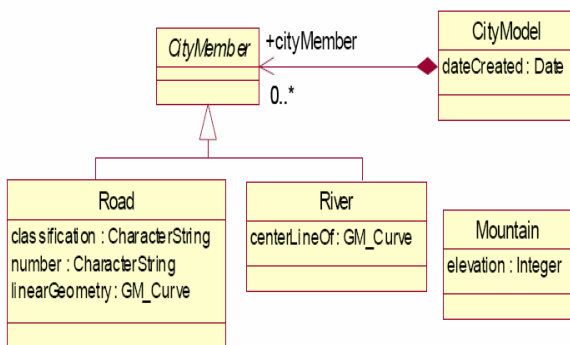 CityMember
+cityMember
0..*
CityModel
dateCreated : Date
Road
classification : CharacterString
number : CharacterString
linearGeometry : GM_Curve
River
centerLineOf : GM_Curve
Mountain
elevation : Integer